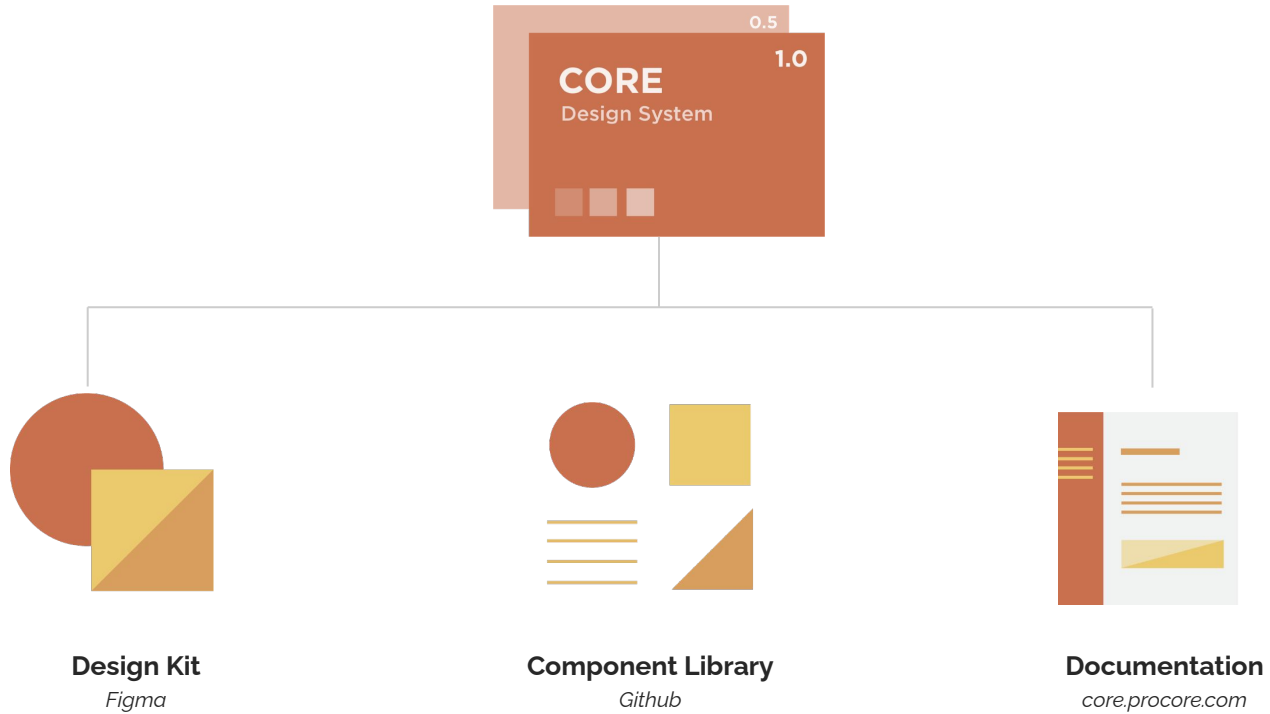 0.5
1.0
CORE
Design System
Design Kit
Figma
Component Library
Github
Documentation
core.procore.com